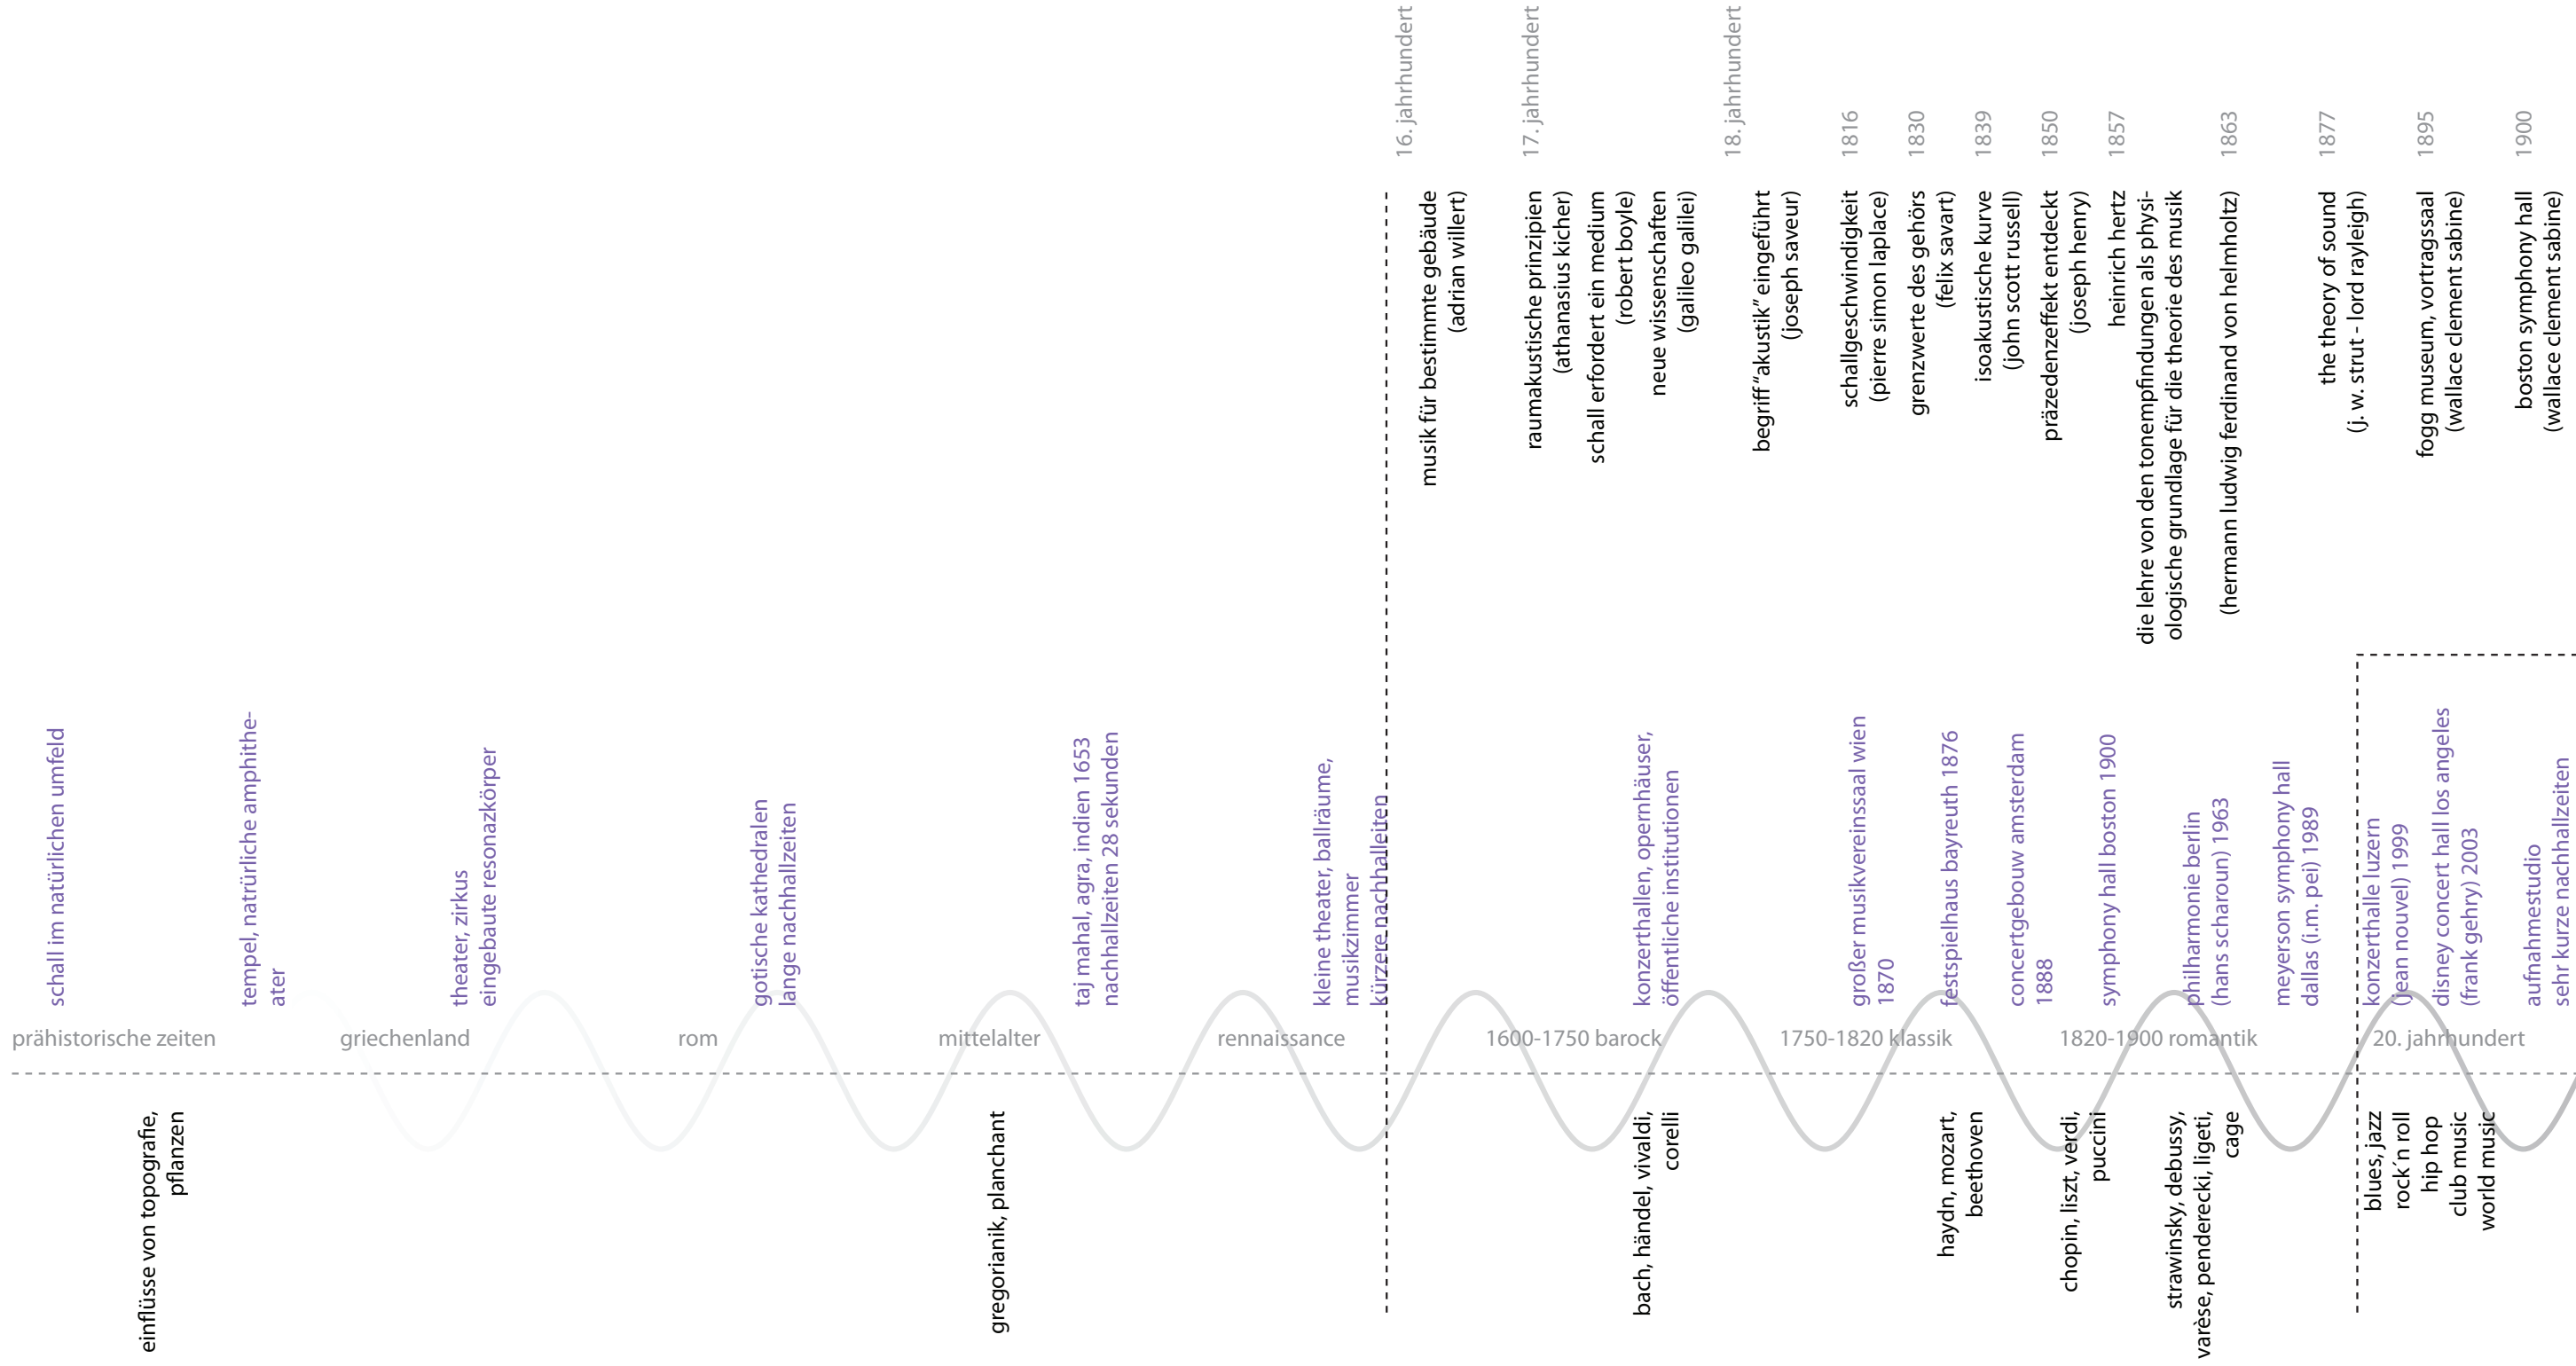 16. jahrhundert
17. jahrhundert
18. jahrhundert
1816
1830
1839
1850
1857
1863
1877
1895
1900
musik für bestimmte gebäude
(adrian willert)
raumakustische prinzipien
(athanasius kicher)
schall erfordert ein medium
(robert boyle)
neue wissenschaften
(galileo galilei)
begriff "akustik" eingeführt
(joseph saveur)
schallgeschwindigkeit
(pierre simon laplace)
grenzwerte des gehörs
(felix savart)
isoakustische kurve
(john scott russell)
präzedenzeffekt entdeckt
(joseph henry)
heinrich hertz
die lehre von den tonempfindungen als physi-
ologische grundlage für die theorie des musik
(hermann ludwig ferdinand von helmholtz)
the theory of sound
(j. w. strut - lord rayleigh)
fogg museum, vortragssaal
(wallace clement sabine)
boston symphony hall
(wallace clement sabine)
schall im natürlichen umfeld
tempel, natrürliche amphithe-
ater
theater, zirkus
eingebaute resonazkörper
gotische kathedralen
lange nachhallzeiten
taj mahal, agra, indien 1653
nachhallzeiten 28 sekunden
kleine theater, ballräume,
musikzimmer
kürzere nachhalleiten
konzerthallen, opernhäuser,
öffentliche institutionen
großer musikvereinssaal wien
1870
festspielhaus bayreuth 1876
concertgebouw amsterdam
1888
symphony hall boston 1900
philharmonie berlin
(hans scharoun) 1963
meyerson symphony hall
dallas (i.m. pei) 1989
konzerthalle luzern
(jean nouvel) 1999
disney concert hall los angeles
(frank gehry) 2003
aufnahmestudio
sehr kurze nachhallzeiten
prähistorische zeiten
griechenland
rom
mittelalter
rennaissance
1600-1750 barock
1750-1820 klassik
1820-1900 romantik
20. jahrhundert
einflüsse von topografie,
pflanzen
gregorianik, planchant
bach, händel, vivaldi,
corelli
haydn, mozart,
beethoven
chopin, liszt, verdi,
puccini
strawinsky, debussy,
varèse, penderecki, ligeti,
cage
blues, jazz
rock´n roll
hip hop
club music
world music